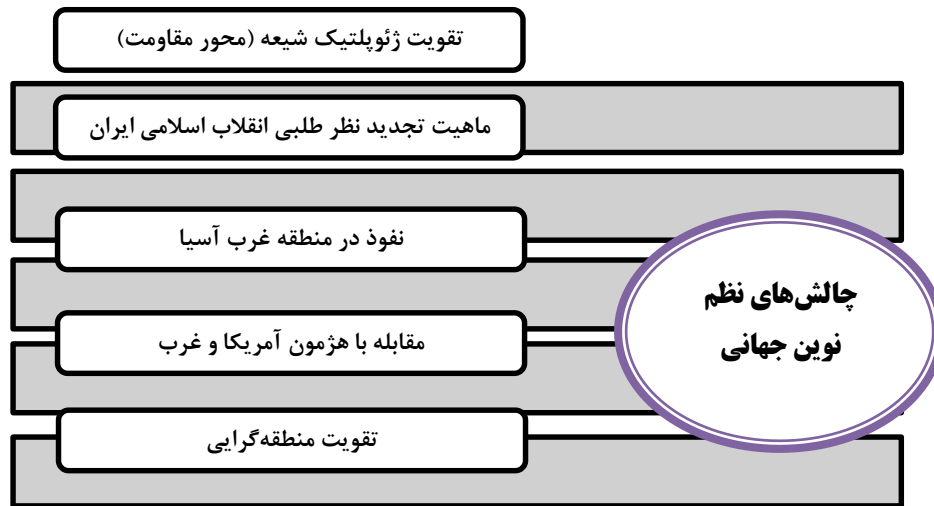 تقویت ژئوپلتیک شیعه (محور مقاومت)
ماهیت تجدید نظر طلبی انقلاب اسلامی ایران
نفوذ در منطقه غرب آسیا
چالش‌های نظم
نوین جهانی
مقابله با هژمون آمریکا و غرب
تقویت منطقه‌گرایی